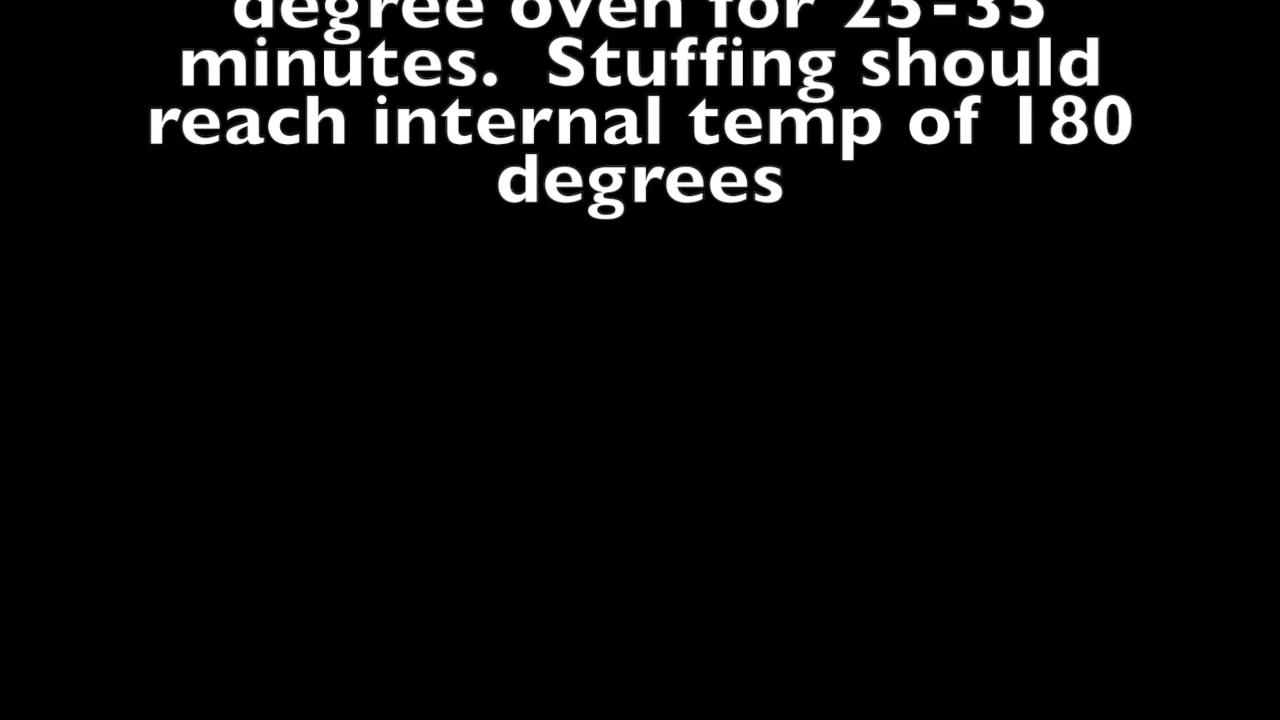 degree oven for 25-35
minutes.  Stuffing should
reach internal temp of 180
degrees